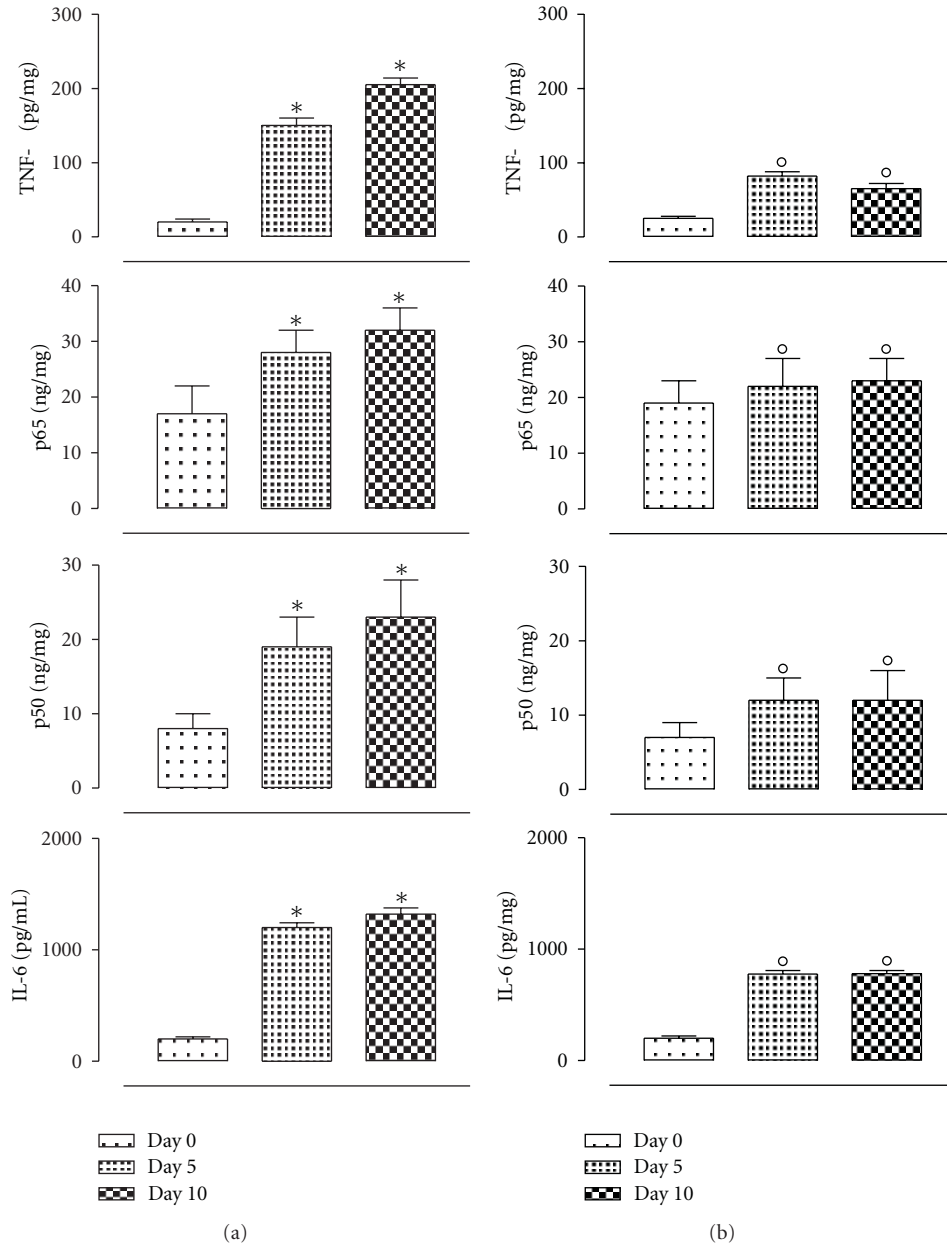 300
200
100
0
TNF- (pg/mg)
*
*
40
30
20
10
0
p65 (ng/mg)
*
*
30
20
10
0
p50 (ng/mg)
*
*
2000
1000
0
IL-6 (pg/mL)
*
*
Day 0
Day 5
Day 10
(a)
300
200
100
0
TNF- (pg/mg)
40
30
20
10
0
p65 (ng/mg)
30
20
10
0
p50 (ng/mg)
2000
1000
0
IL-6 (pg/mg)
Day 0
Day 5
Day 10
(b)